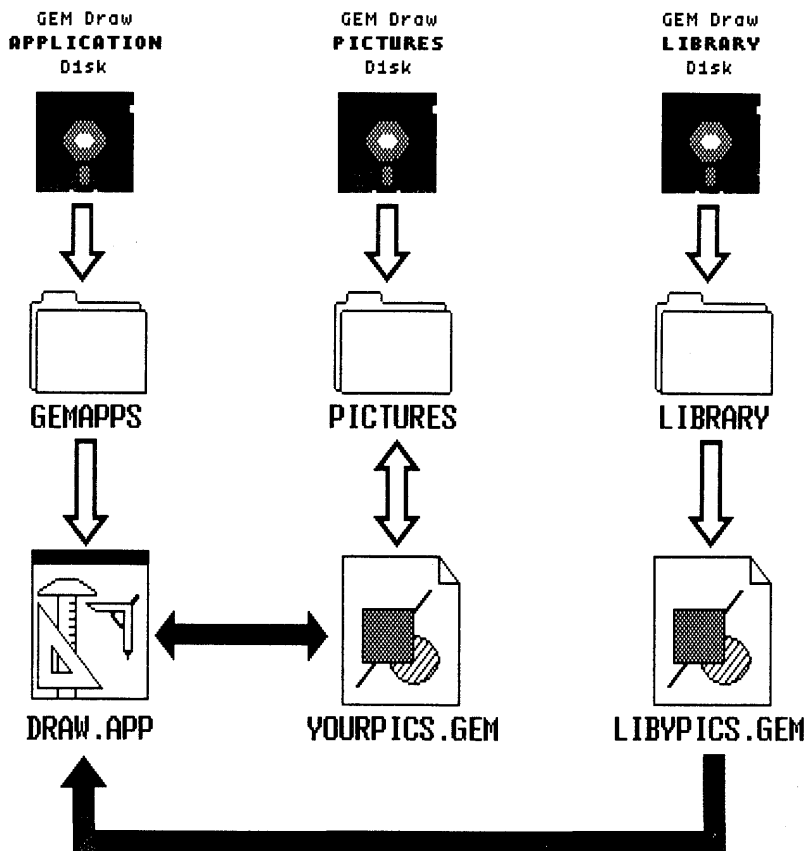 GEM Draw
APPLICATION
Disk
GEM Draw
PICTURES
Disk
GEM Draw
LIBRARY
Disk
GEMAPPS
PICTURES
LIBRARY
DRAW.APP
YOURPICS.GEM
LIBYPICS.GEM